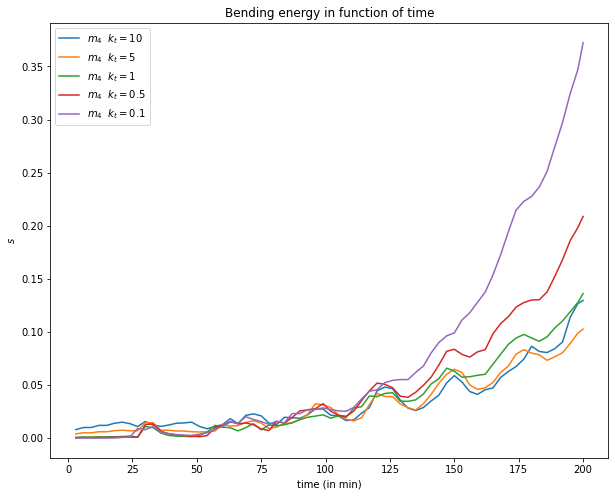 Bending energy in function of time
m₄ kₜ = 10
m₄ kₜ = 5
m₄ kₜ = 1
m₄ kₜ = 0.5
m₄ kₜ = 0.1
s
0.35
0.30
0.25
0.20
0.15
0.10
0.05
0.00
0 25 50 75 100 125 150 175 200
time (in min)